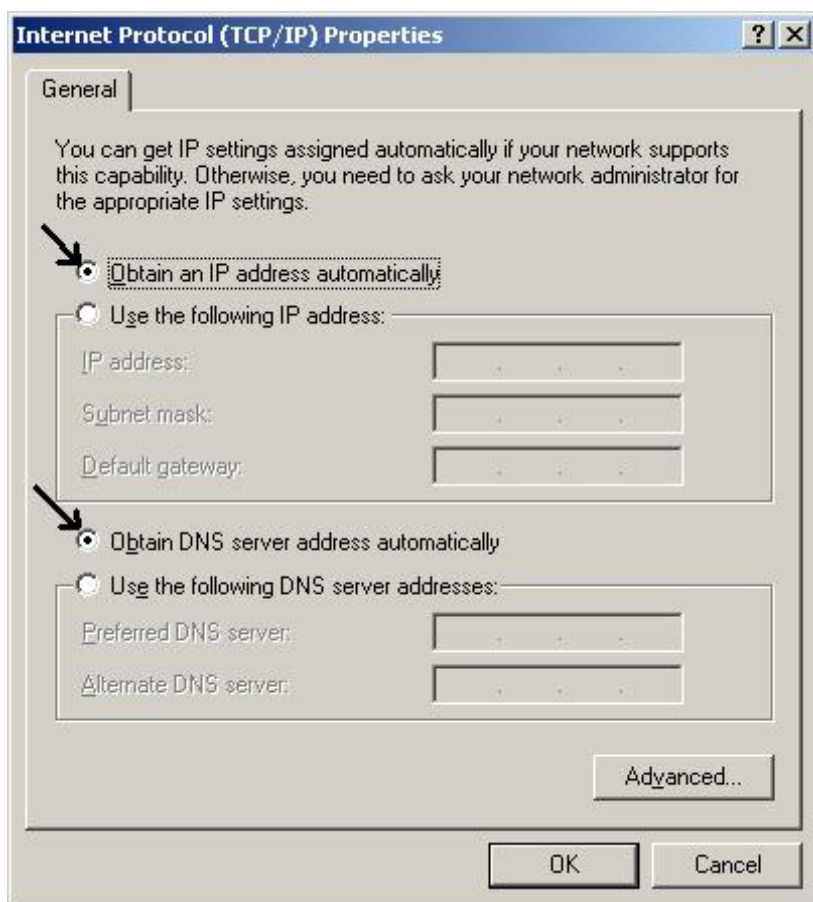 Internet Protocol (TCP/IP) Properties
General
You can get IP settings assigned automatically if your network supports
this capability. Otherwise, you need to ask your network administrator for
the appropriate IP settings.
Obtain an IP address automatically
Use the following IP address:
IP address:
Subnet mask:
Default gateway:
Obtain DNS server address automatically
Use the following DNS server addresses:
Preferred DNS server:
Alternate DNS server:
Advanced...
OK
Cancel